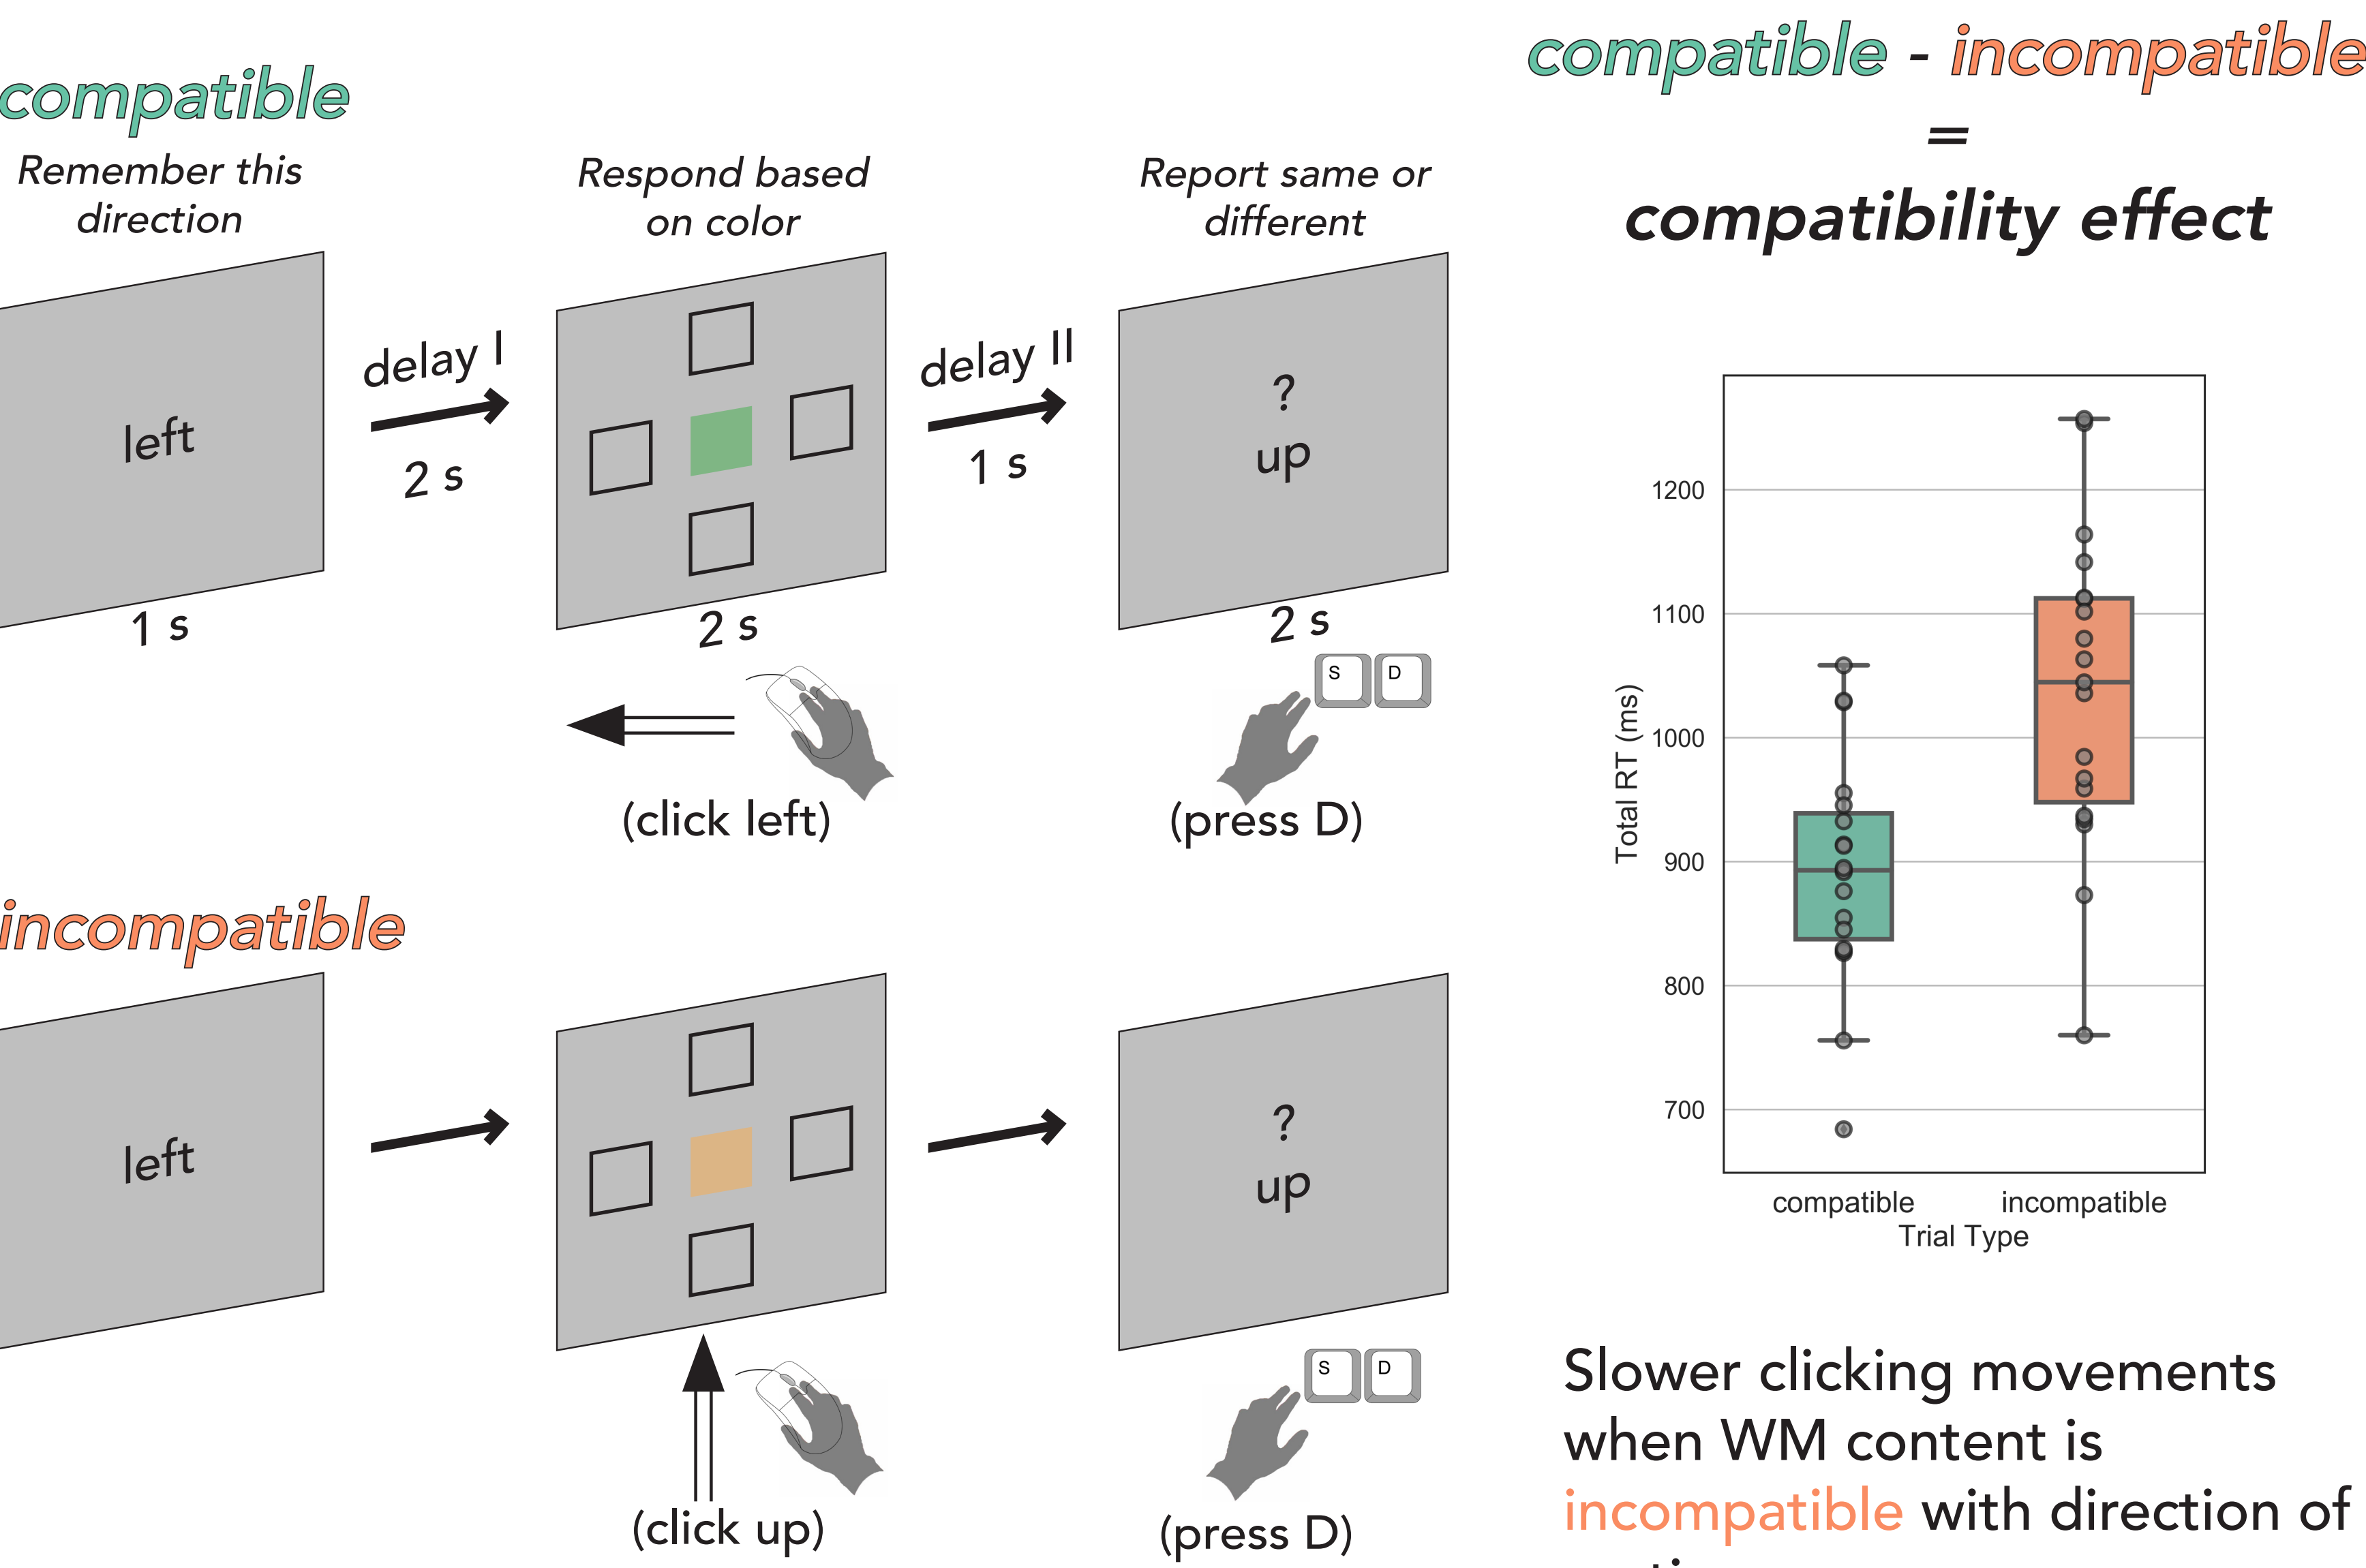 compatible
Remember this
direction
Respond based
on color
Report same or
different
left
delay I
2 s
delay II
1 s
?
up
1 s
2 s
2 s
S D
(click left)
(press D)
incompatible
left
?
up
S D
(click up)
(press D)
compatible - incompatible
=
compatibility effect
1200
1100
1000
900
800
700
Total RT (ms)
compatible incompatible
Trial Type
Slower clicking movements
when WM content is
incompatible with direction of